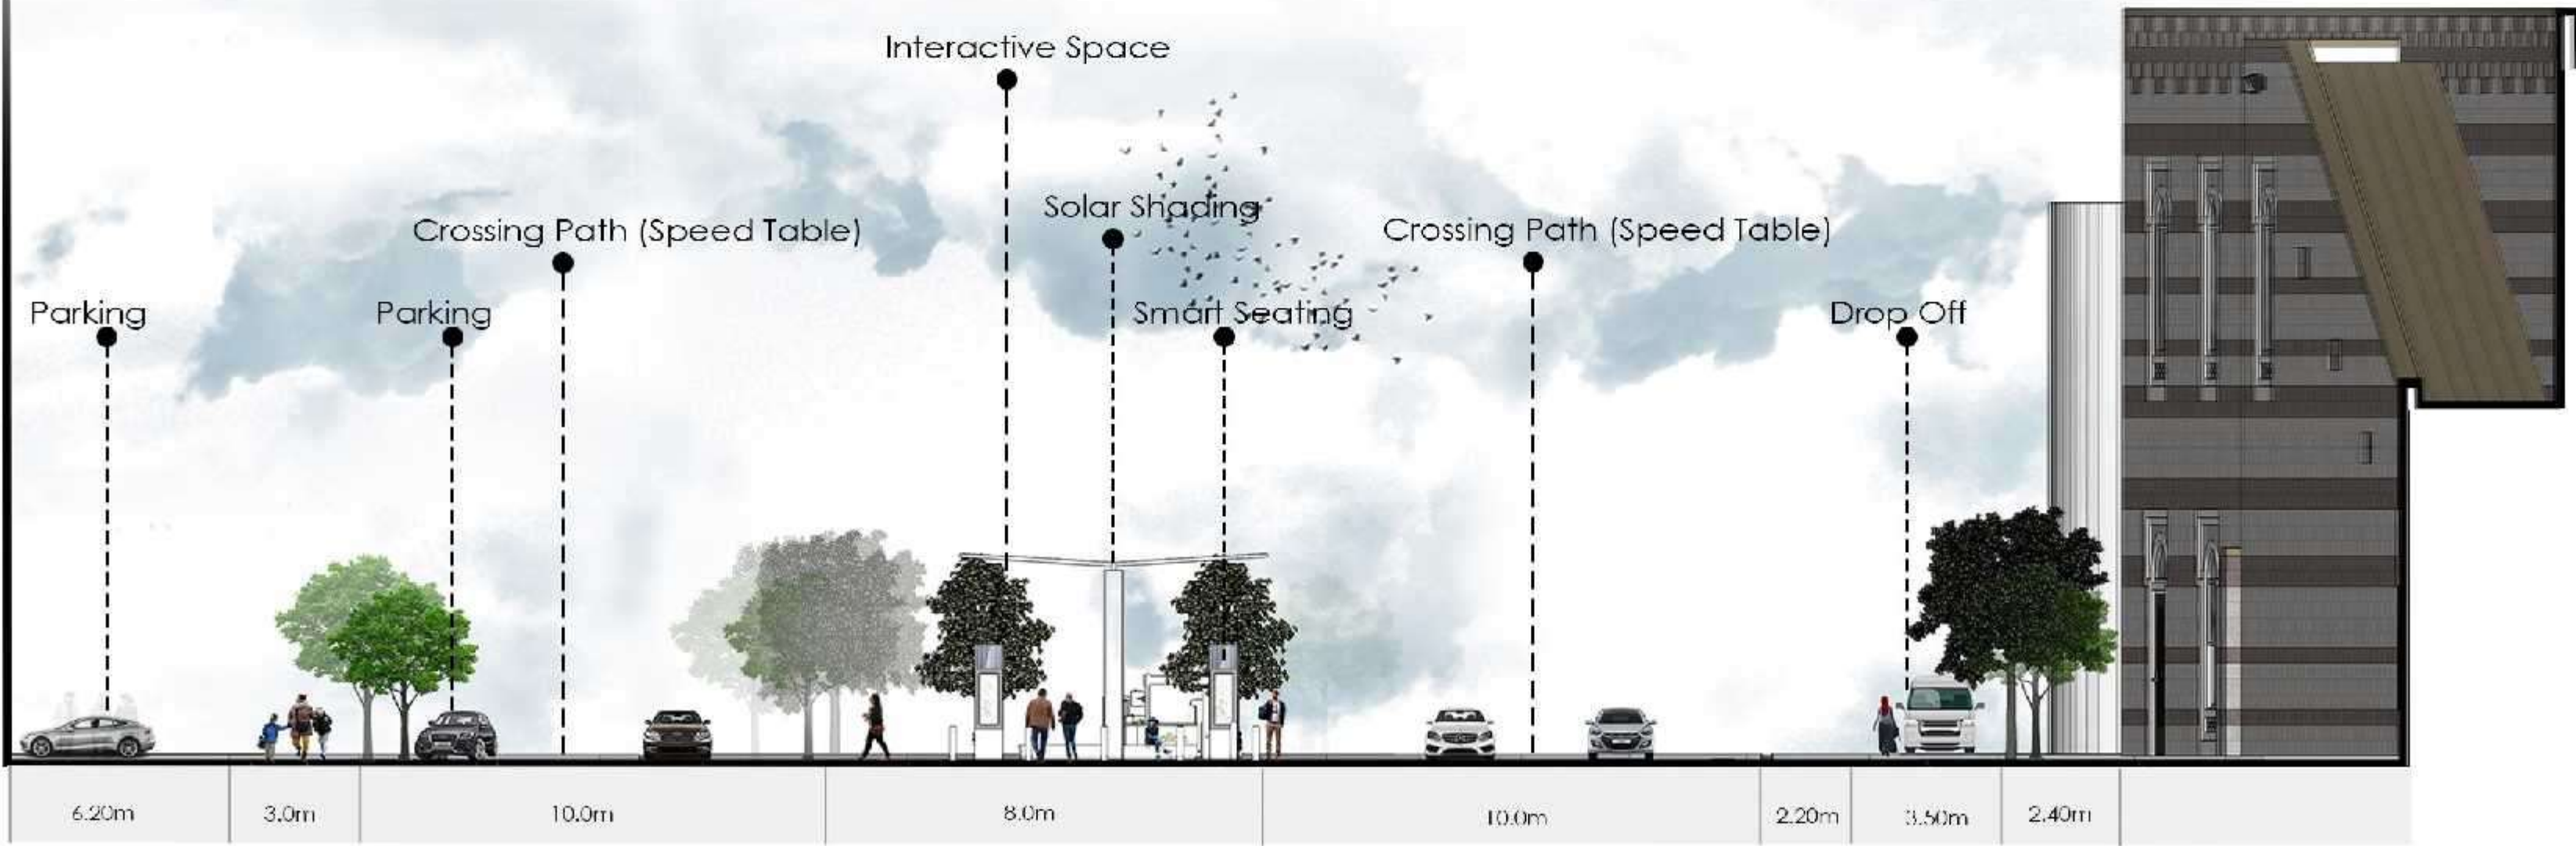 Interactive Space
Solar Shading
Crossing Path (Speed Table)
Crossing Path (Speed Table)
Parking
Parking
Smart Seating
Drop Off
6.20m
3.0m
10.0m
8.0m
10.0m
2.20m
3.50m
2.40m